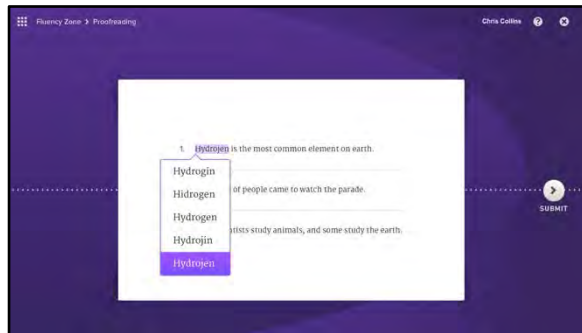 Fluency Zone > Proofreading
Chris Collins ?
1. Hydrojen is the most common element on earth.
Hydrogin
Hidrogen
of people came to watch the parade.
Hydrogen
SUBMIT
Hydrojin
ntists study animals, and some study the earth.
Hydrojen